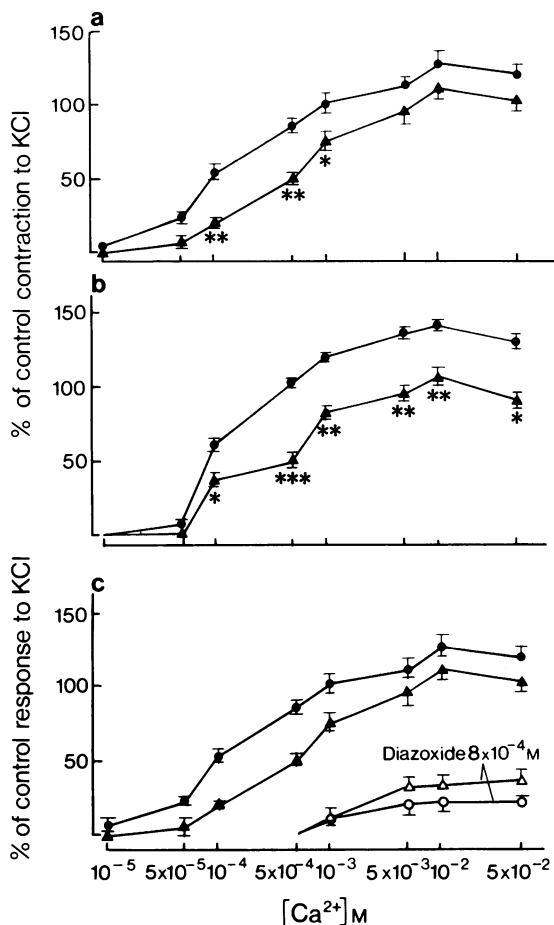 a
150
100
50
**
**
*
% of control contraction to KCl
b
150
100
50
*
***
**
**
**
*
% of control response to KCl
c
150
100
50
Diazoxide 8x10⁻⁴ M
10⁻⁵ 5x10⁻⁵ 10⁻⁴ 5x10⁻⁴ 10⁻³ 5x10⁻³ 10⁻² 5x10⁻²
[Ca²⁺] M